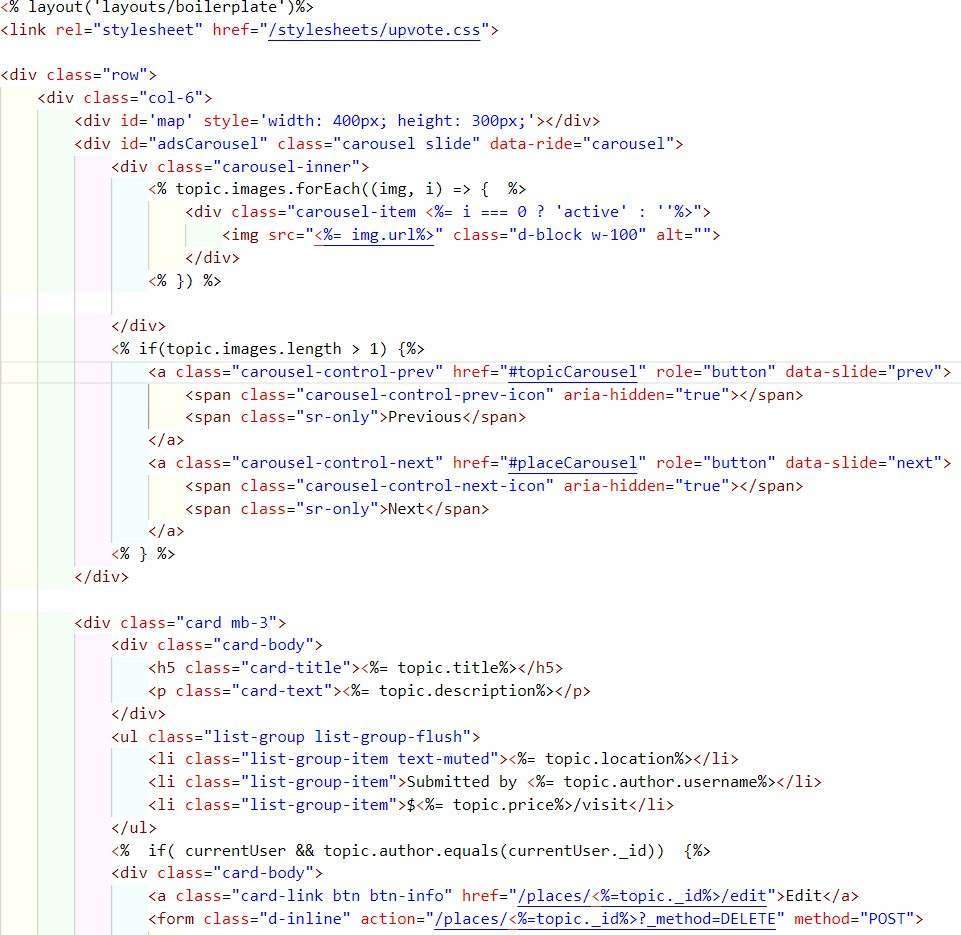 <% layout('layouts/boilerplate')%>
<link rel="stylesheet" href="/stylesheets/upvote.css">
<div class="row">
<div class="col-6">
<div id='map' style='width: 400px; height: 300px;'></div>
<div id="adsCarousel" class="carousel slide" data-ride="carousel">
<div class="carousel-inner">
<% topic.images.forEach((img, i) => {  %>
<div class="carousel-item <%= i === 0 ? 'active' : ''%>">
<img src="<%= img.url%>" class="d-block w-100" alt="">
</div>
<% }) %>
</div>
<% if(topic.images.length > 1) {%>
<a class="carousel-control-prev" href="#topicCarousel" role="button" data-slide="prev">
<span class="carousel-control-prev-icon" aria-hidden="true"></span>
<span class="sr-only">Previous</span>
</a>
<a class="carousel-control-next" href="#placeCarousel" role="button" data-slide="next">
<span class="carousel-control-next-icon" aria-hidden="true"></span>
<span class="sr-only">Next</span>
</a>
<% } %>
</div>
<div class="card mb-3">
<div class="card-body">
<h5 class="card-title"><%= topic.title%></h5>
<p class="card-text"><%= topic.description%></p>
</div>
<ul class="list-group list-group-flush">
<li class="list-group-item text-muted"><%= topic.location%></li>
<li class="list-group-item">Submitted by <%= topic.author.username%></li>
<li class="list-group-item">$<%= topic.price%>/visit</li>
</ul>
<%  if( currentUser && topic.author.equals(currentUser._id))  {%>
<div class="card-body">
<a class="card-link btn btn-info" href="/places/<%=topic._id%>/edit">Edit</a>
<form class="d-inline" action="/places/<%=topic._id%>?_method=DELETE" method="POST">